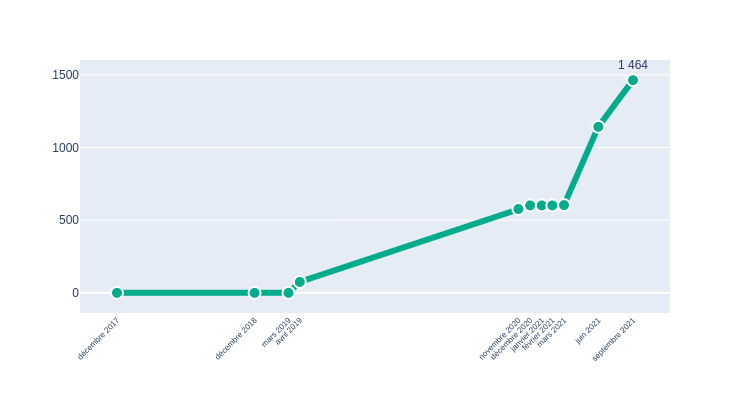 1 464
1500
1000
500
0
décembre 2017
décembre 2018
mars 2019
avril 2019
novembre 2020
décembre 2020
janvier 2021
février 2021
mars 2021
juin 2021
septembre 2021